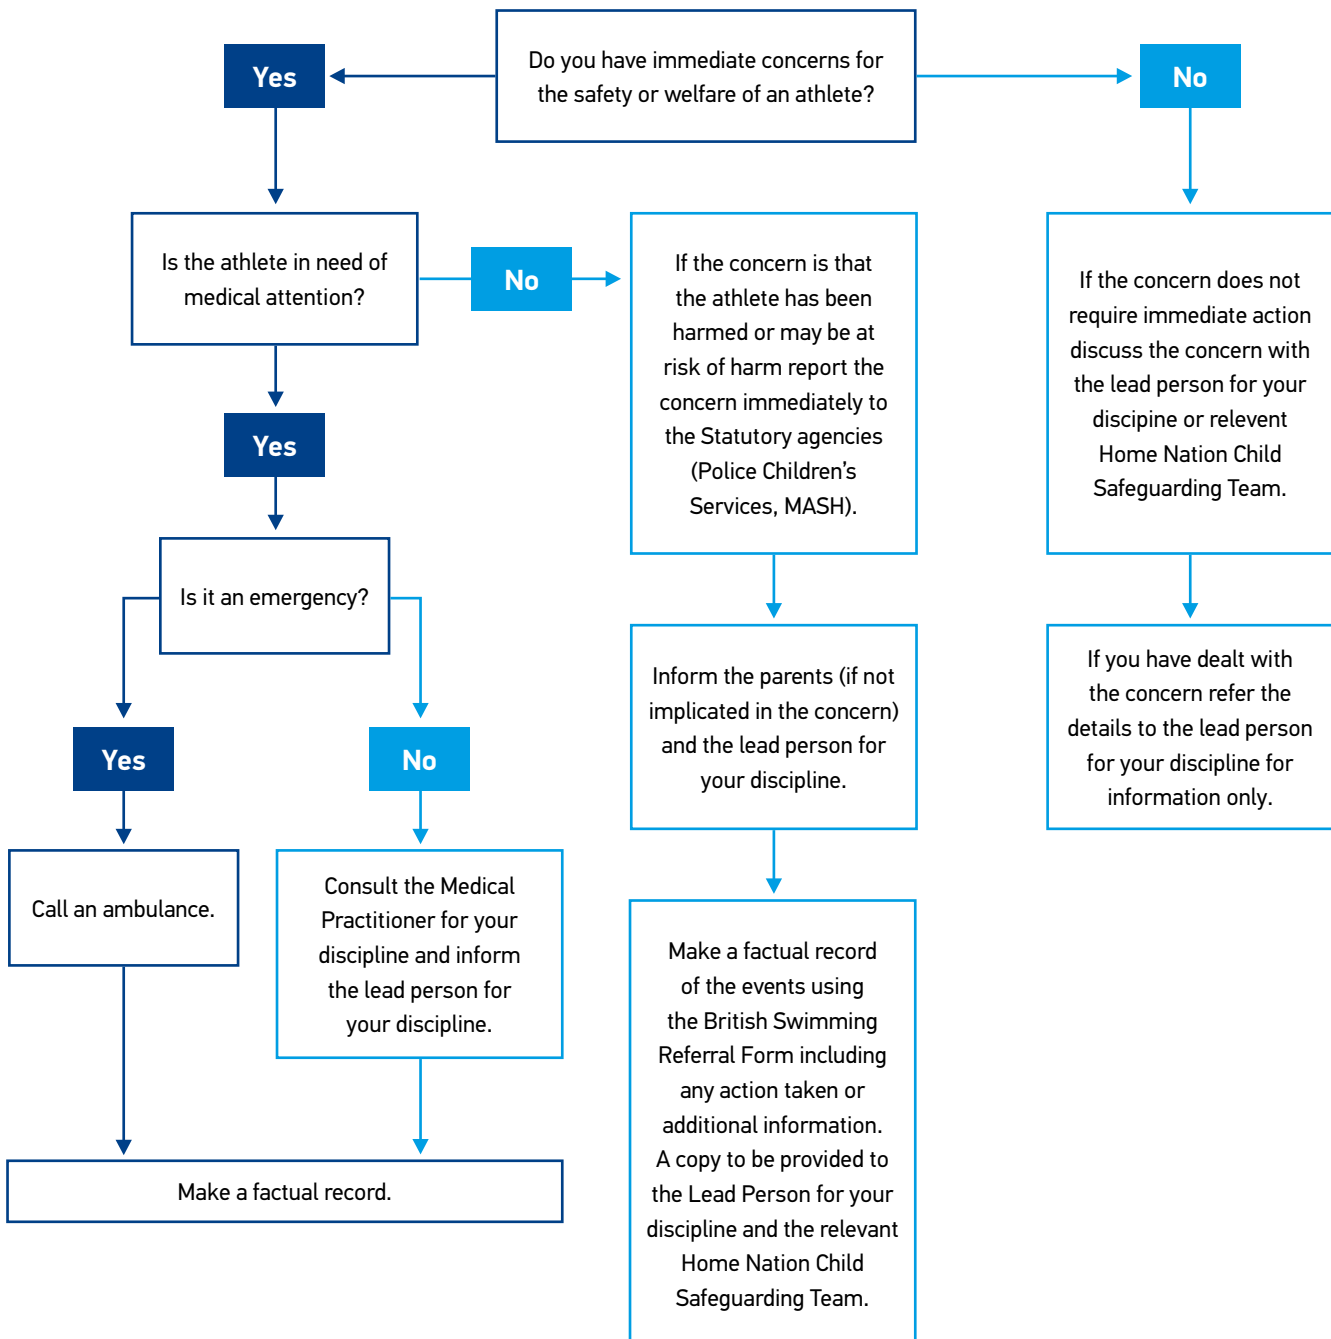 Do you have immediate concerns for
the safety or welfare of an athlete?
Yes
No
Is the athlete in need of
medical attention?
No
If the concern is that
the athlete has been
harmed or may be at
risk of harm report the
concern immediately to
the Statutory agencies
(Police Children's
Services, MASH).
If the concern does not
require immediate action
discuss the concern with
the lead person for your
discipine or relevent
Home Nation Child
Safeguarding Team.
Yes
Is it an emergency?
Inform the parents (if not
implicated in the concern)
and the lead person for
your discipline.
If you have dealt with
the concern refer the
details to the lead person
for your discipline for
information only.
Yes
No
Call an ambulance.
Consult the Medical
Practitioner for your
discipline and inform
the lead person for
your discipline.
Make a factual record
of the events using
the British Swimming
Referral Form including
any action taken or
additional information.
A copy to be provided to
the Lead Person for your
discipline and the relevant
Home Nation Child
Safeguarding Team.
Make a factual record.